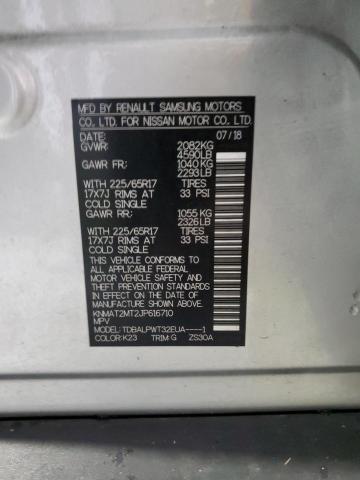 MFD BY RENAULT SAMSUNG MOTORS
CO., LTD. FOR NISSAN MOTOR CO., LTD.
DATE: 07/18
GVWR: 2082KG
4590LB
GAWR FR: 1040KG
2293LB
WITH 225/65R17 TIRES
17X7J RIMS AT 33 PSI
COLD SINGLE
GAWR RR: 1055KG
2326LB
WITH 225/65R17 TIRES
17X7J RIMS AT 33 PSI
COLD SINGLE
THIS VEHICLE CONFORMS TO ALL
APPLICABLE FEDERAL MOTOR
VEHICLE SAFETY, BUMPER, AND
THEFT PREVENTION STANDARDS
IN EFFECT ON THE DATE OF
MANUFACTURE SHOWN ABOVE.
KNMAT2MT2JP616710
MPV
MODEL: TDBALPWT32EUA----1
COLOR: K23 TRIM: G ZS30A